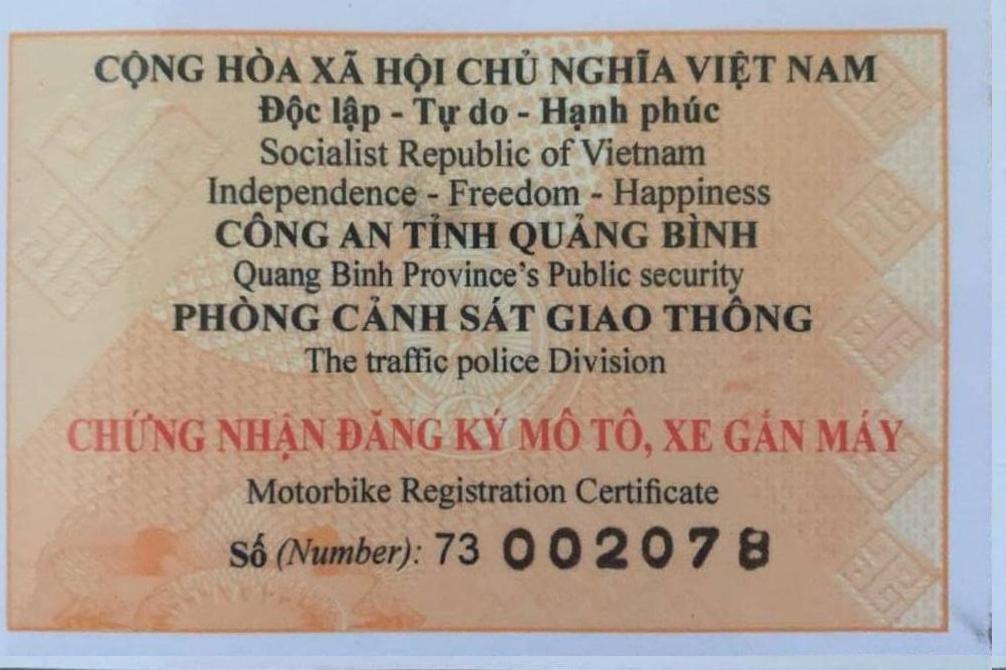 CỘNG HÒA XÃ HỘI CHỦ NGHĨA VIỆT NAM
Độc lập - Tự do - Hạnh phúc
Socialist Republic of Vietnam
Independence - Freedom - Happiness
CÔNG AN TỈNH QUẢNG BÌNH
Quang Binh Province's Public security
PHÒNG CẢNH SÁT GIAO THÔNG
The traffic police Division
CHỨNG NHẬN ĐĂNG KÝ MÔ TÔ, XE GẮN MÁY
Motorbike Registration Certificate
Số (Number): 73 002078